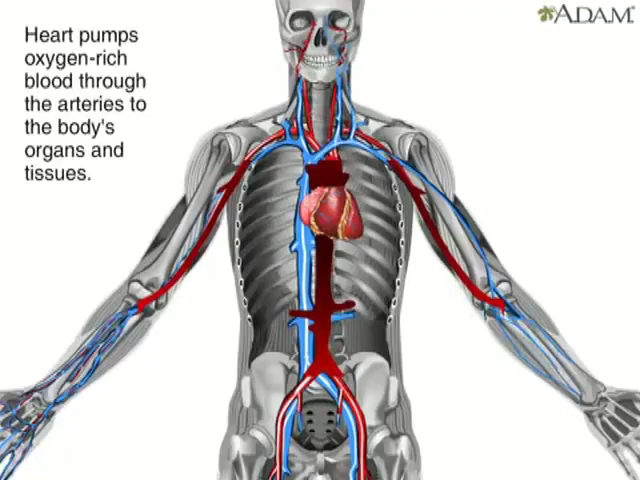 Heart pumps
oxygen-rich
blood through
the arteries to
the body's
organs and
tissues.
ADAM